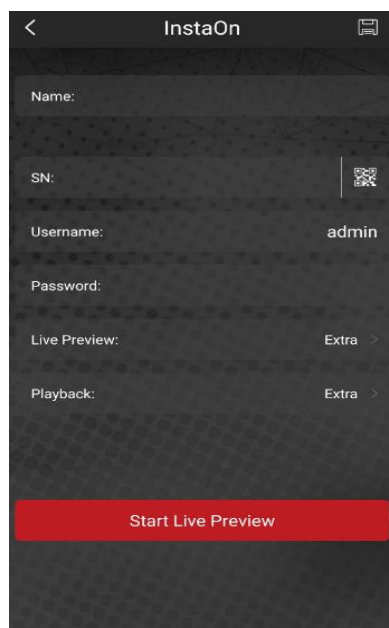 InstaOn
Name:
SN:
Username: admin
Password:
Live Preview: Extra >
Playback: Extra >
Start Live Preview